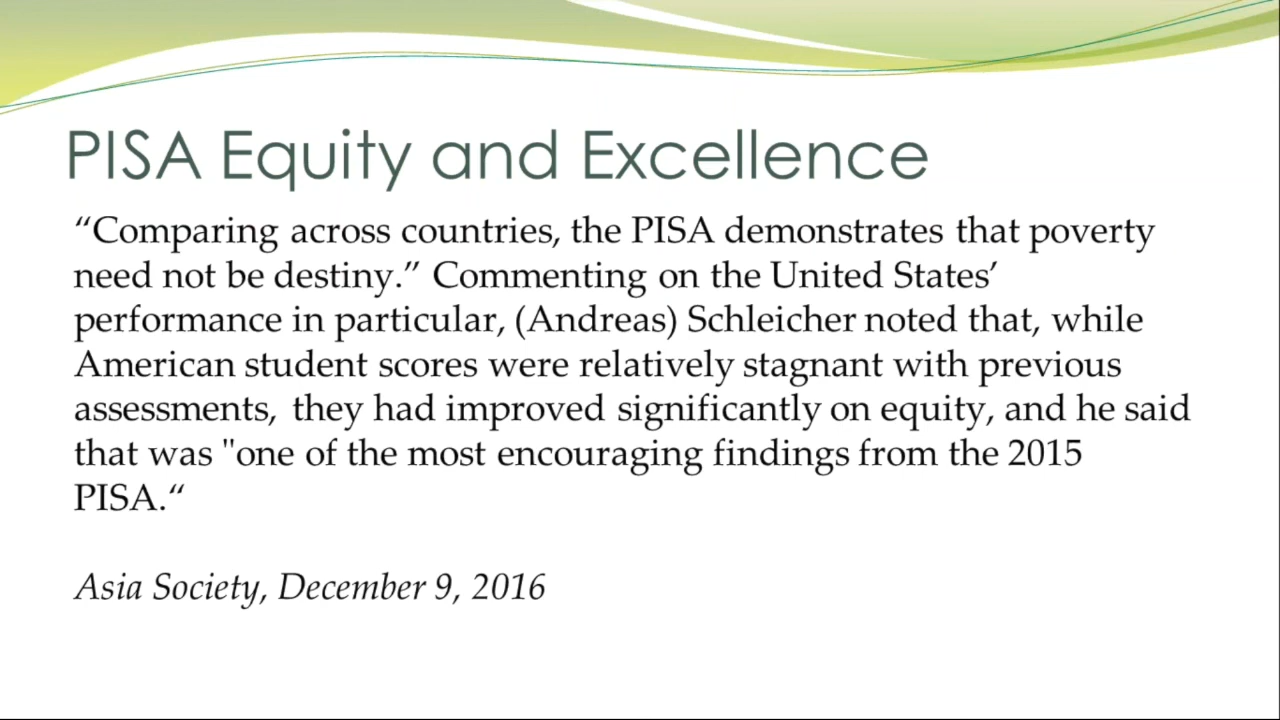 PISA Equity and Excellence
“Comparing across countries, the PISA demonstrates that poverty
need not be destiny.” Commenting on the United States’
performance in particular, (Andreas) Schleicher noted that, while
American student scores were relatively stagnant with previous
assessments, they had improved significantly on equity, and he said
that was "one of the most encouraging findings from the 2015
PISA.“
Asia Society, December 9, 2016